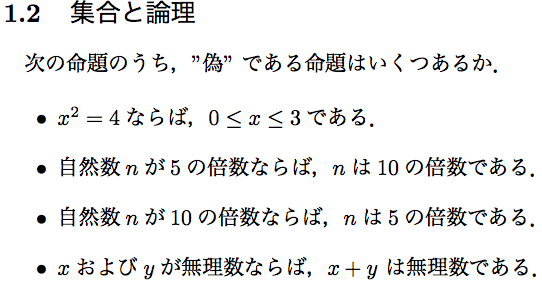 1.2 集合と論理
次の命題のうち，”偽” である命題はいくつあるか．
• x² = 4 ならば，0 ≤ x ≤ 3 である．
• 自然数 n が 5 の倍数ならば，n は 10 の倍数である．
• 自然数 n が 10 の倍数ならば，n は 5 の倍数である．
• x および y が無理数ならば，x + y は無理数である．